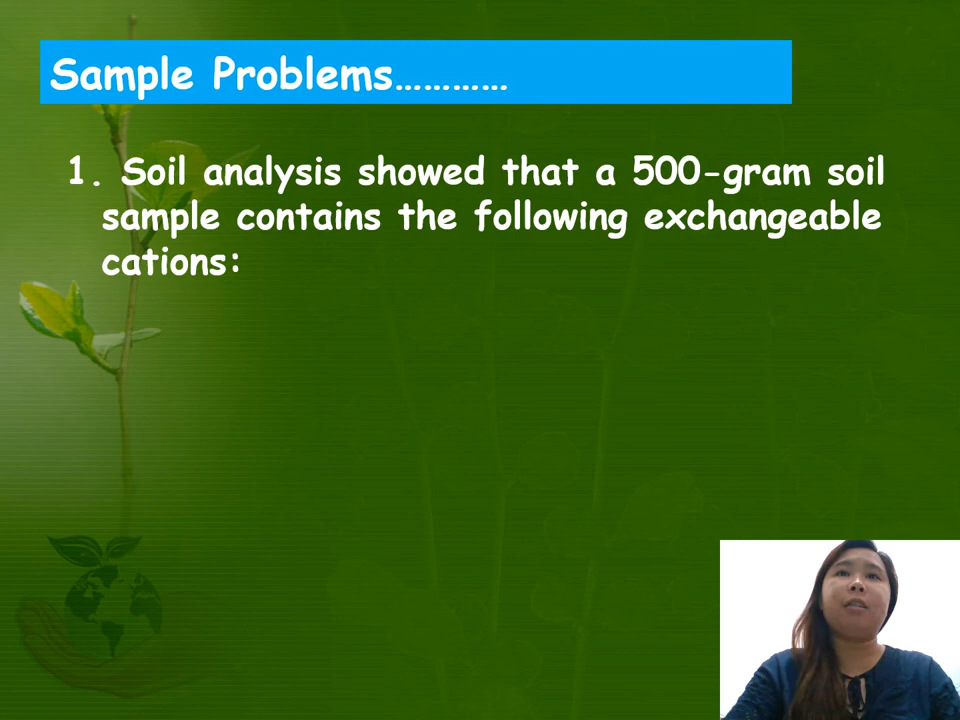 Sample Problems…………
1. Soil analysis showed that a 500-gram soil
sample contains the following exchangeable
cations: